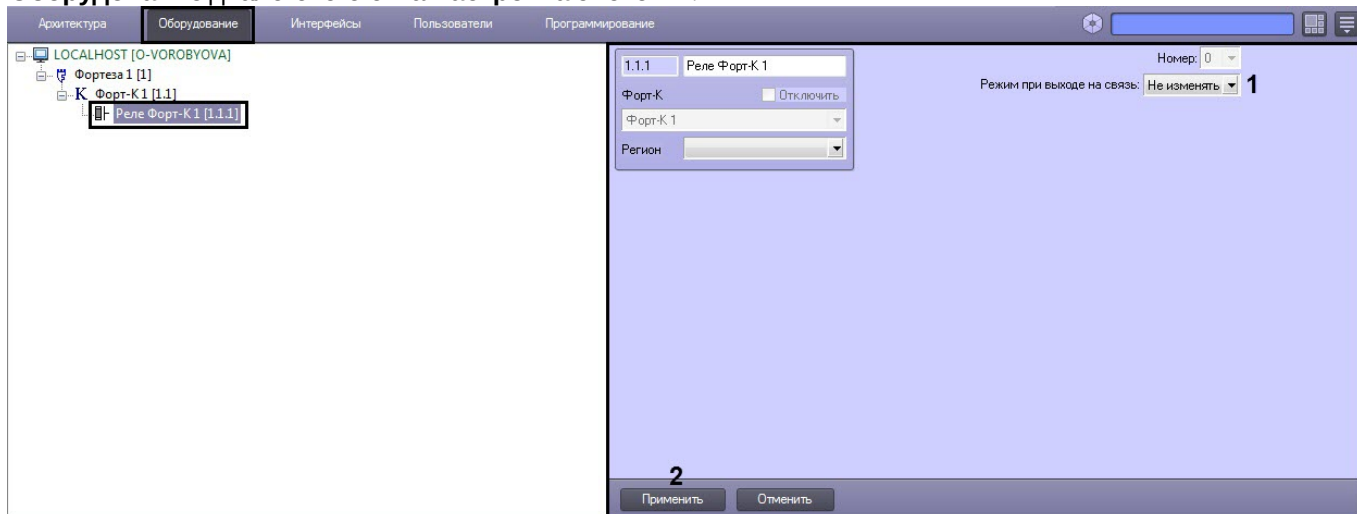 Архитектура Оборудование Интерфейсы Пользователи Программирование
LOCALHOST [O-VOROBYOVA]
Фортеза 1 [1]
K Форт-К 1 [1.1]
Реле Форт-К 1 [1.1.1]
1.1.1 Реле Форт-К 1
Форт-К Отключить
Форт-К 1
Регион
Номер: 0
Режим при выходе на связь: Не изменять 1
2
Применить Отменить